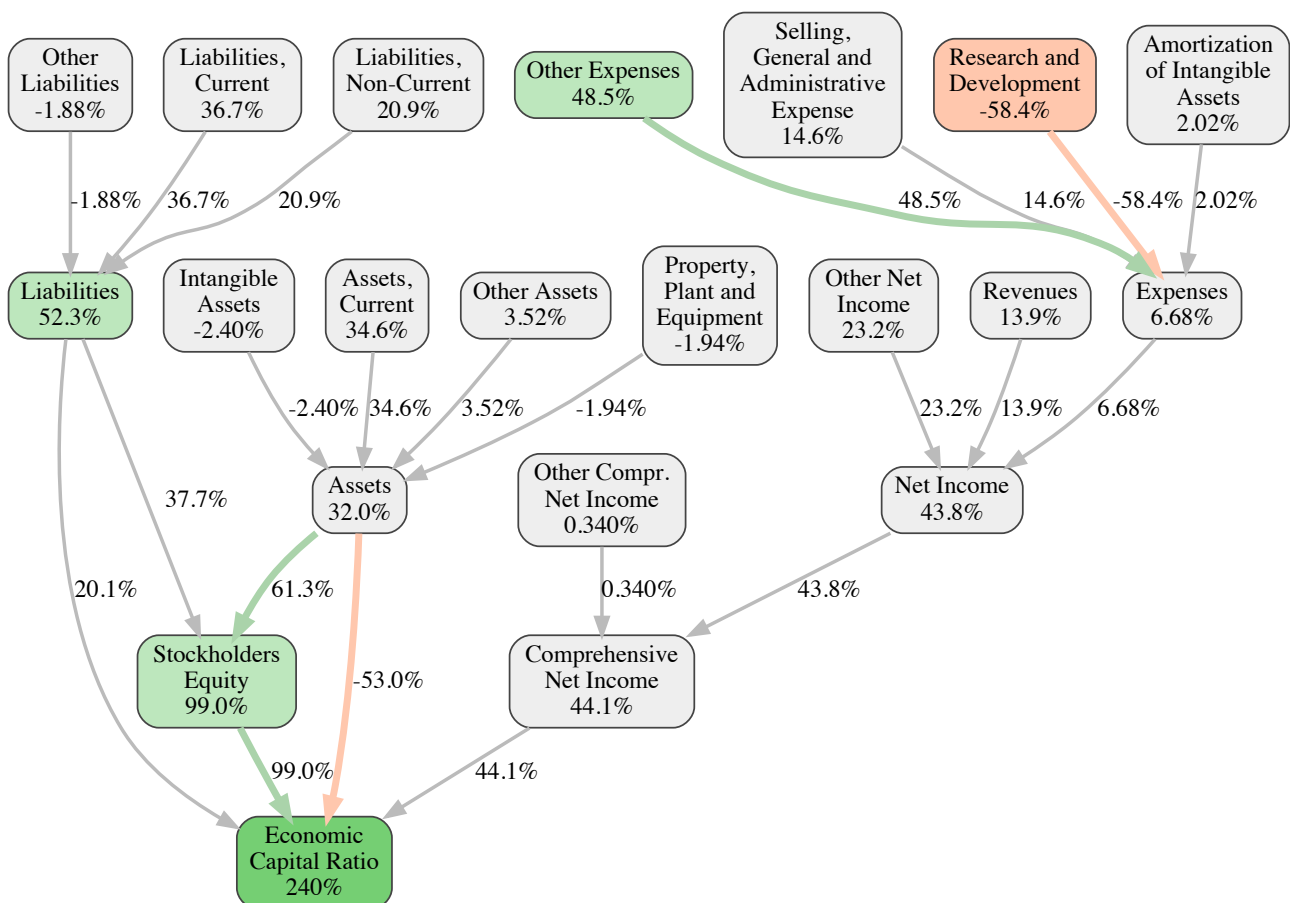 Other
Liabilities
-1.88%
Liabilities,
Current
36.7%
Liabilities,
Non-Current
20.9%
Other Expenses
48.5%
Selling,
General and
Administrative
Expense
14.6%
Research and
Development
-58.4%
Amortization
of Intangible
Assets
2.02%
-1.88%
36.7%
20.9%
48.5%
14.6%
-58.4%
2.02%
Liabilities
52.3%
Intangible
Assets
-2.40%
Assets,
Current
34.6%
Other Assets
3.52%
Property,
Plant and
Equipment
-1.94%
Other Net
Income
23.2%
Revenues
13.9%
Expenses
6.68%
-2.40%
34.6%
3.52%
-1.94%
23.2%
13.9%
6.68%
37.7%
Assets
32.0%
Other Compr.
Net Income
0.340%
Net Income
43.8%
20.1%
61.3%
0.340%
43.8%
Stockholders
Equity
99.0%
-53.0%
Comprehensive
Net Income
44.1%
99.0%
44.1%
Economic
Capital Ratio
240%